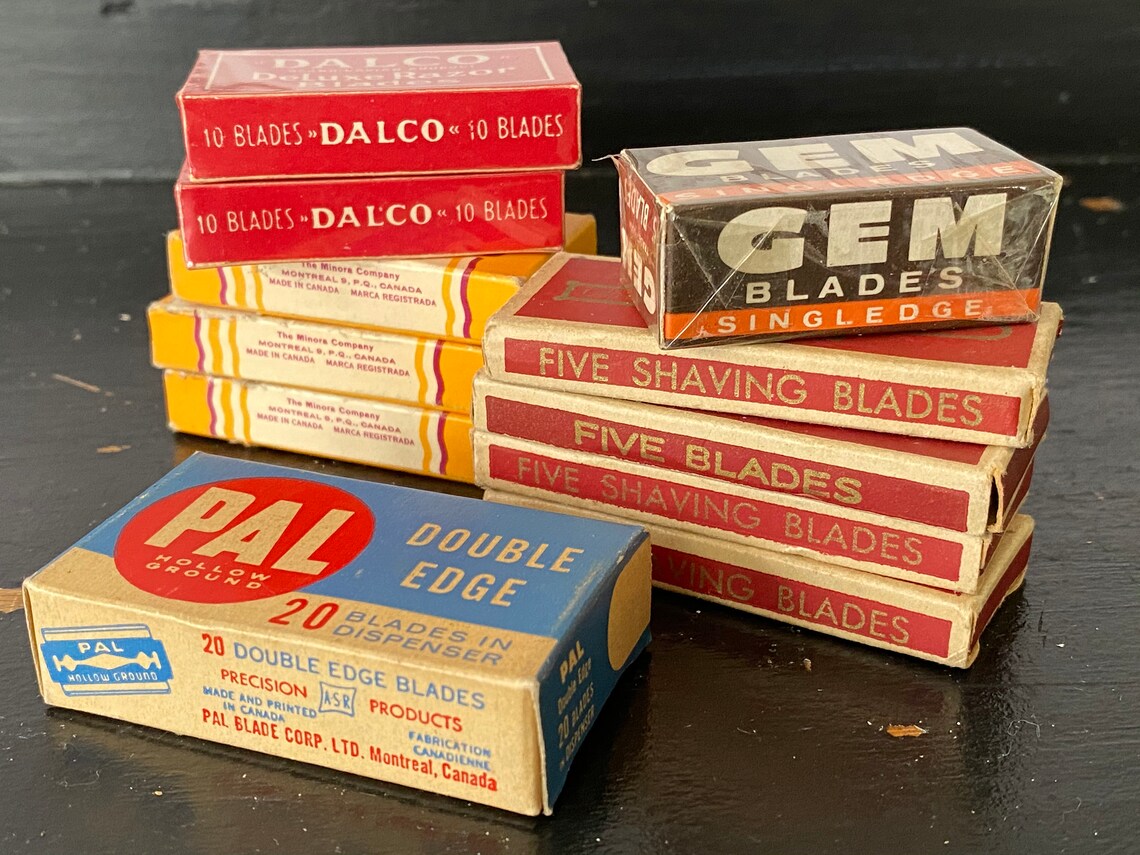 DALCO
DeLuxe Razor
10 BLADES »DALCO« 10 BLADES
10 BLADES »DALCO« 10 BLADES
The Minora Company
MONTREAL 9, P.Q., CANADA
MADE IN CANADA MARCA REGISTRADA
The Minora Company
MONTREAL 9, P.Q., CANADA
MADE IN CANADA MARCA REGISTRADA
The Minora Company
MONTREAL 9, P.Q., CANADA
MADE IN CANADA MARCA REGISTRADA
GEM
BLADES
SINGLEDGE
GEM
BLADES
GEM
BLADES
SINGLEDGE
FIVE SHAVING BLADES
FIVE BLADES
FIVE SHAVING BLADES
VING BLADES
PAL
HOLLOW
GROUND
DOUBLE
EDGE
20 BLADES IN
DISPENSER
PAL
HOLLOW GROUND
20 DOUBLE EDGE BLADES
PRECISION A·S·R PRODUCTS
MADE AND PRINTED
IN CANADA
FABRICATION
CANADIENNE
PAL BLADE CORP. LTD. Montreal, Canada
PAL
Double Edge
20 BLADES
IN DISPENSER